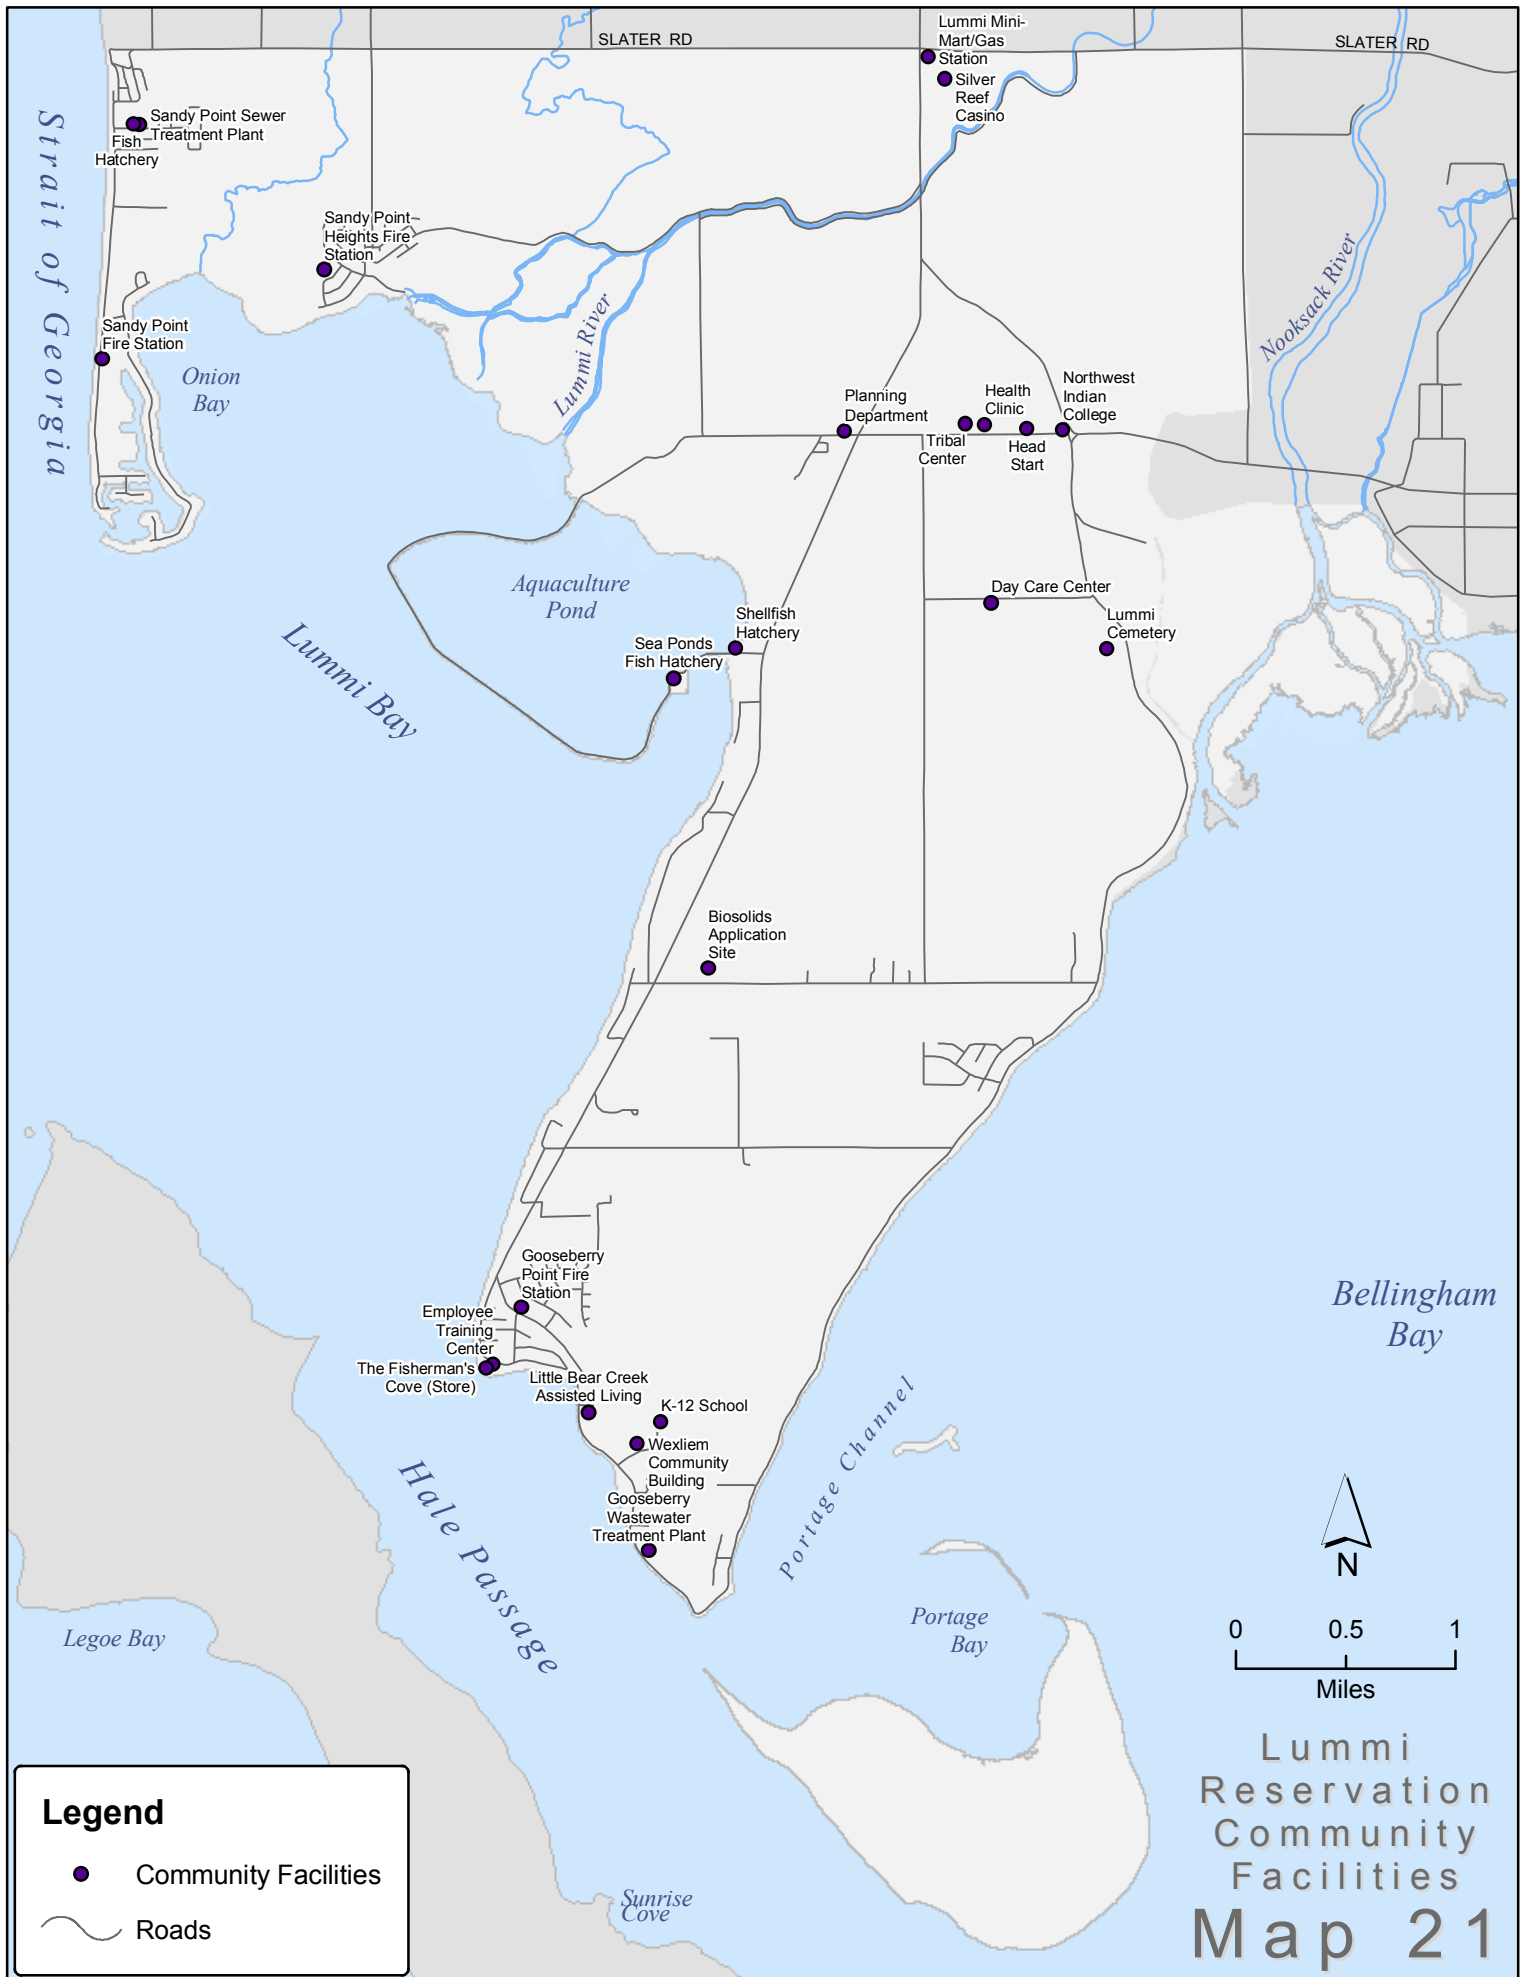 Lummi Mini-
Mart/Gas
Station
SLATER RD
SLATER RD
Silver
Reef
Casino
Sandy Point Sewer
Treatment Plant
Fish
Hatchery
Strait of Georgia
Sandy Point
Heights Fire
Station
Nooksack River
Lummi River
Sandy Point
Fire Station
Onion
Bay
Planning
Department
Health
Clinic
Northwest
Indian
College
Tribal
Center
Head
Start
Aquaculture
Pond
Day Care Center
Shellfish
Hatchery
Lummi
Cemetery
Sea Ponds
Fish Hatchery
Lummi Bay
Biosolids
Application
Site
Gooseberry
Point Fire
Station
Employee
Training
Center
The Fisherman's
Cove (Store)
Little Bear Creek
Assisted Living
K-12 School
Wexliem
Community
Building
Gooseberry
Wastewater
Treatment Plant
Bellingham
Bay
Portage Channel
Hale Passage
Portage
Bay
Legoe Bay
Sunrise
Cove
N
0 0.5 1
Miles
Lummi
Reservation
Community
Facilities
Map 21
Legend
Community Facilities
Roads